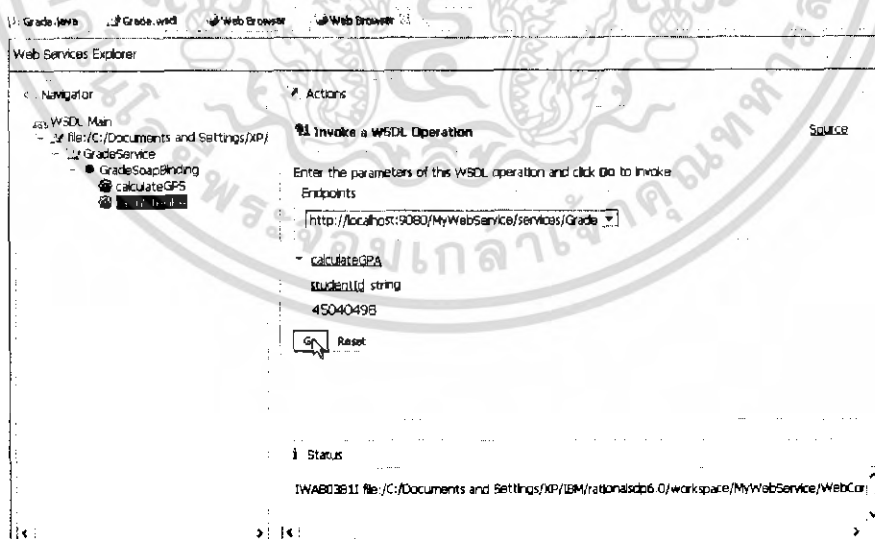 Grade.java Grade.wsdl Web Browser Web Browser
Web Services Explorer
Navigator
WSDL Main
file:/C:/Documents and Settings/XP/
GradeService
GradeSoapBinding
calculateGPS
Actions
Invoke a WSDL Operation Source
Enter the parameters of this WSDL operation and click Go to invoke
Endpoints
http://localhost:9080/MyWebService/services/Grade
calculateGPA
studentId string
45040498
Go Reset
Status
IWAB0381I file:/C:/Documents and Settings/XP/IBM/rationalsdp6.0/workspace/MyWebService/WebCon